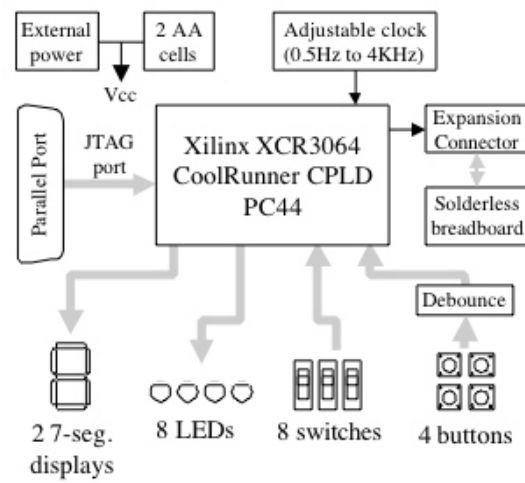 External
power
2 AA
cells
Vcc
Adjustable clock
(0.5Hz to 4KHz)
Parallel Port
JTAG
port
Xilinx XCR3064
CoolRunner CPLD
PC44
Expansion
Connector
Solderless
breadboard
Debounce
2 7-seg.
displays
8 LEDs
8 switches
4 buttons